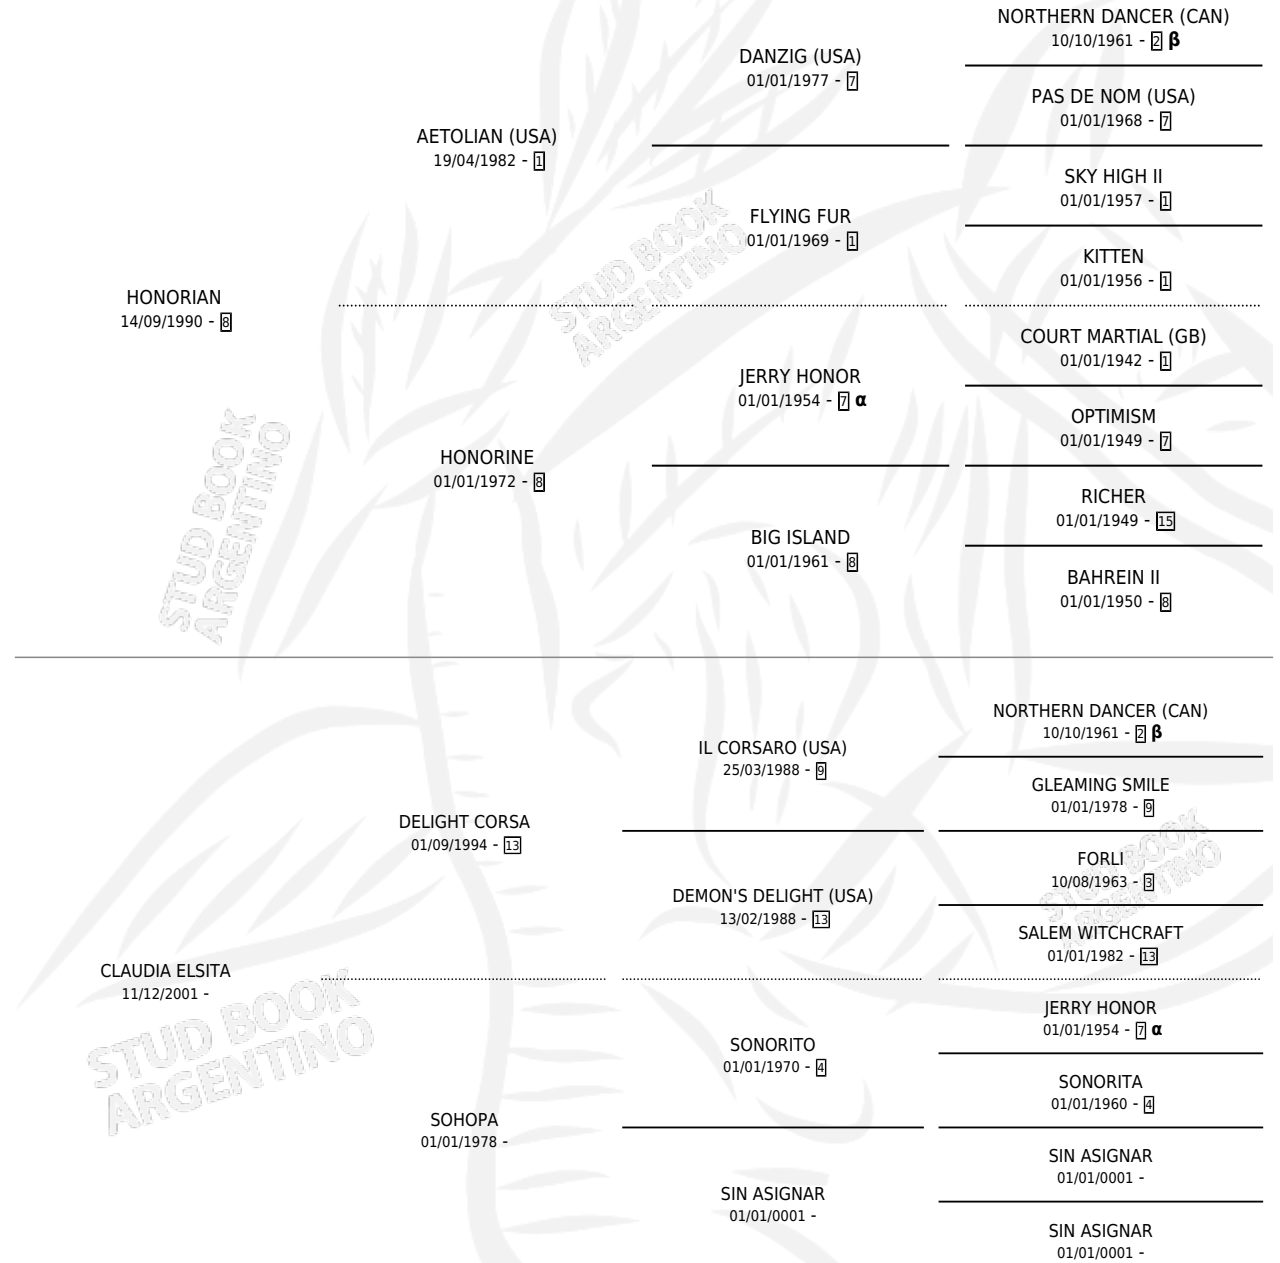 NORTHERN DANCER (CAN)
10/10/1961 - 2 β
DANZIG (USA)
01/01/1977 - 7
PAS DE NOM (USA)
01/01/1968 - 7
AETOLIAN (USA)
19/04/1982 - 1
SKY HIGH II
01/01/1957 - 1
FLYING FUR
01/01/1969 - 1
KITTEN
01/01/1956 - 1
HONORIAN
14/09/1990 - 8
COURT MARTIAL (GB)
01/01/1942 - 1
JERRY HONOR
01/01/1954 - 7 α
OPTIMISM
01/01/1949 - 7
HONORINE
01/01/1972 - 8
RICHER
01/01/1949 - 15
BIG ISLAND
01/01/1961 - 8
BAHREIN II
01/01/1950 - 8
NORTHERN DANCER (CAN)
10/10/1961 - 2 β
IL CORSARO (USA)
25/03/1988 - 9
GLEAMING SMILE
01/01/1978 - 9
DELIGHT CORSA
01/09/1994 - 13
FORLI
10/08/1963 - 3
DEMON'S DELIGHT (USA)
13/02/1988 - 13
SALEM WITCHCRAFT
01/01/1982 - 13
CLAUDIA ELSITA
11/12/2001 -
JERRY HONOR
01/01/1954 - 7 α
SONORITO
01/01/1970 - 4
SONORITA
01/01/1960 - 4
SOHOPA
01/01/1978 -
SIN ASIGNAR
01/01/0001 -
SIN ASIGNAR
01/01/0001 -
SIN ASIGNAR
01/01/0001 -
STUD BOOK
ARGENTINO
STUD BOOK
ARGENTINO
STUD BOOK
ARGENTINO
STUD BOOK
ARGENTINO